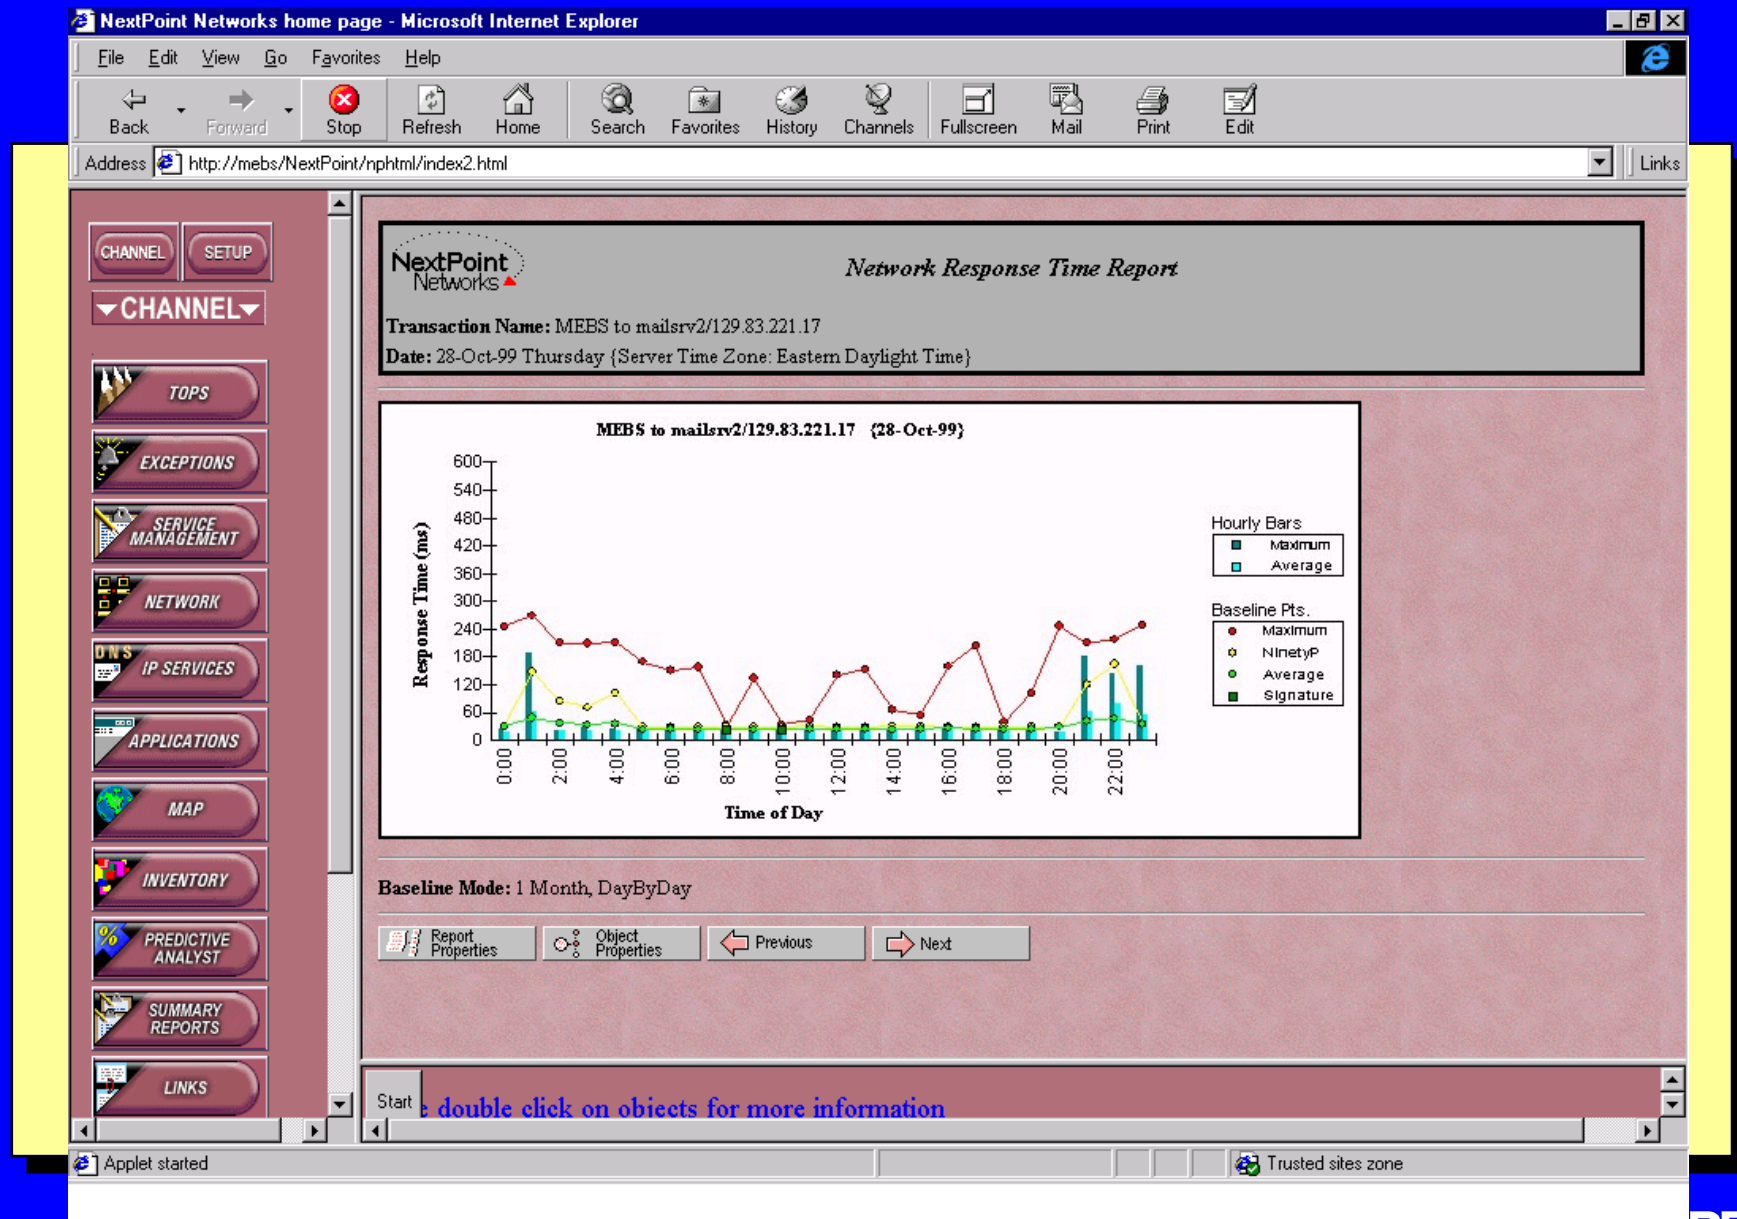 NextPoint Networks home page - Microsoft Internet Explorer
File Edit View Go Favorites Help
Back Forward Stop Refresh Home Search Favorites History Channels Fullscreen Mail Print Edit
Address http://mebs/NextPoint/nphtml/index2.html Links
CHANNEL SETUP
CHANNEL
TOPS
EXCEPTIONS
SERVICE
MANAGEMENT
NETWORK
DNS
IP SERVICES
APPLICATIONS
MAP
INVENTORY
PREDICTIVE
ANALYST
SUMMARY
REPORTS
LINKS
NextPoint
Networks
Network Response Time Report
Transaction Name: MEBS to mailsrv2/129.83.221.17
Date: 28-Oct-99 Thursday {Server Time Zone: Eastern Daylight Time}
MEBS to mailsrv2/129.83.221.17 {28-Oct-99}
Response Time (ms)
600
540
480
420
360
300
240
180
120
60
0
0:00 2:00 4:00 6:00 8:00 10:00 12:00 14:00 16:00 18:00 20:00 22:00
Time of Day
Hourly Bars
Maximum
Average
Baseline Pts.
Maximum
NinetyP
Average
Signature
Baseline Mode: 1 Month, DayByDay
Report
Properties
Object
Properties
Previous
Next
Start
e double click on objects for more information
Applet started
Trusted sites zone